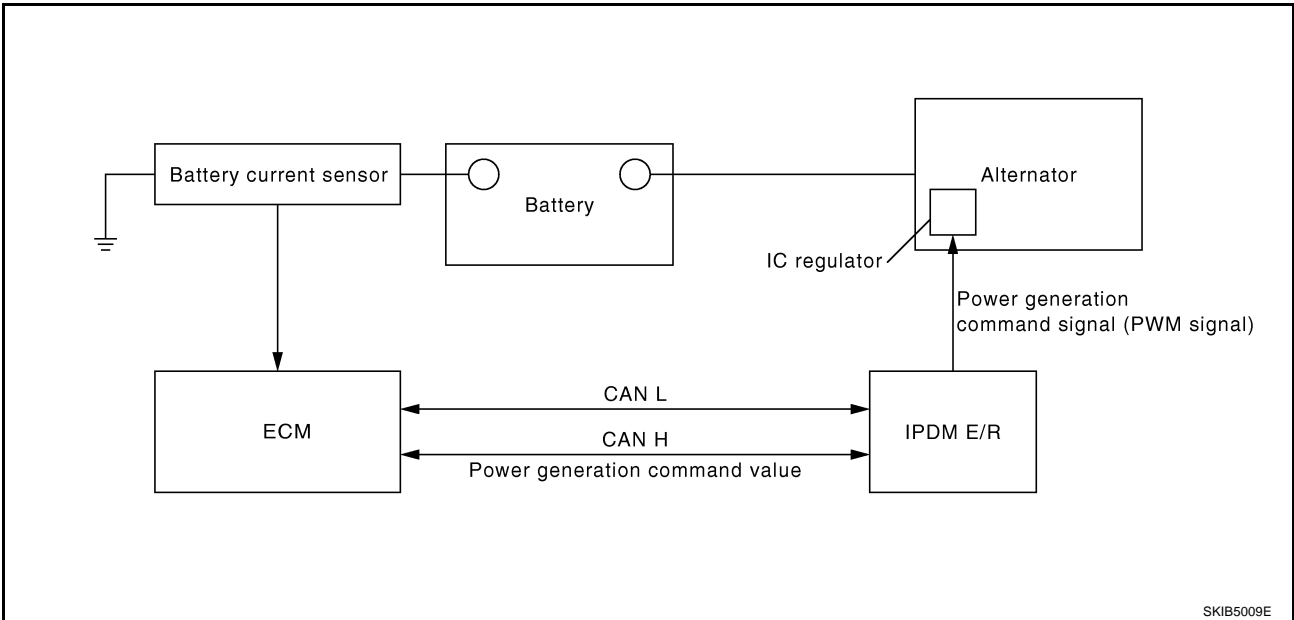 Battery current sensor
Battery
Alternator
IC regulator
Power generation
command signal (PWM signal)
ECM
CAN L
CAN H
Power generation command value
IPDM E/R
SKIB5009E